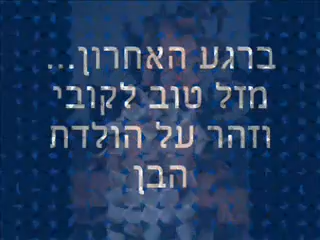 ברגע האחרון...
מזל טוב לקובי
וזהר על הולדת
הבן